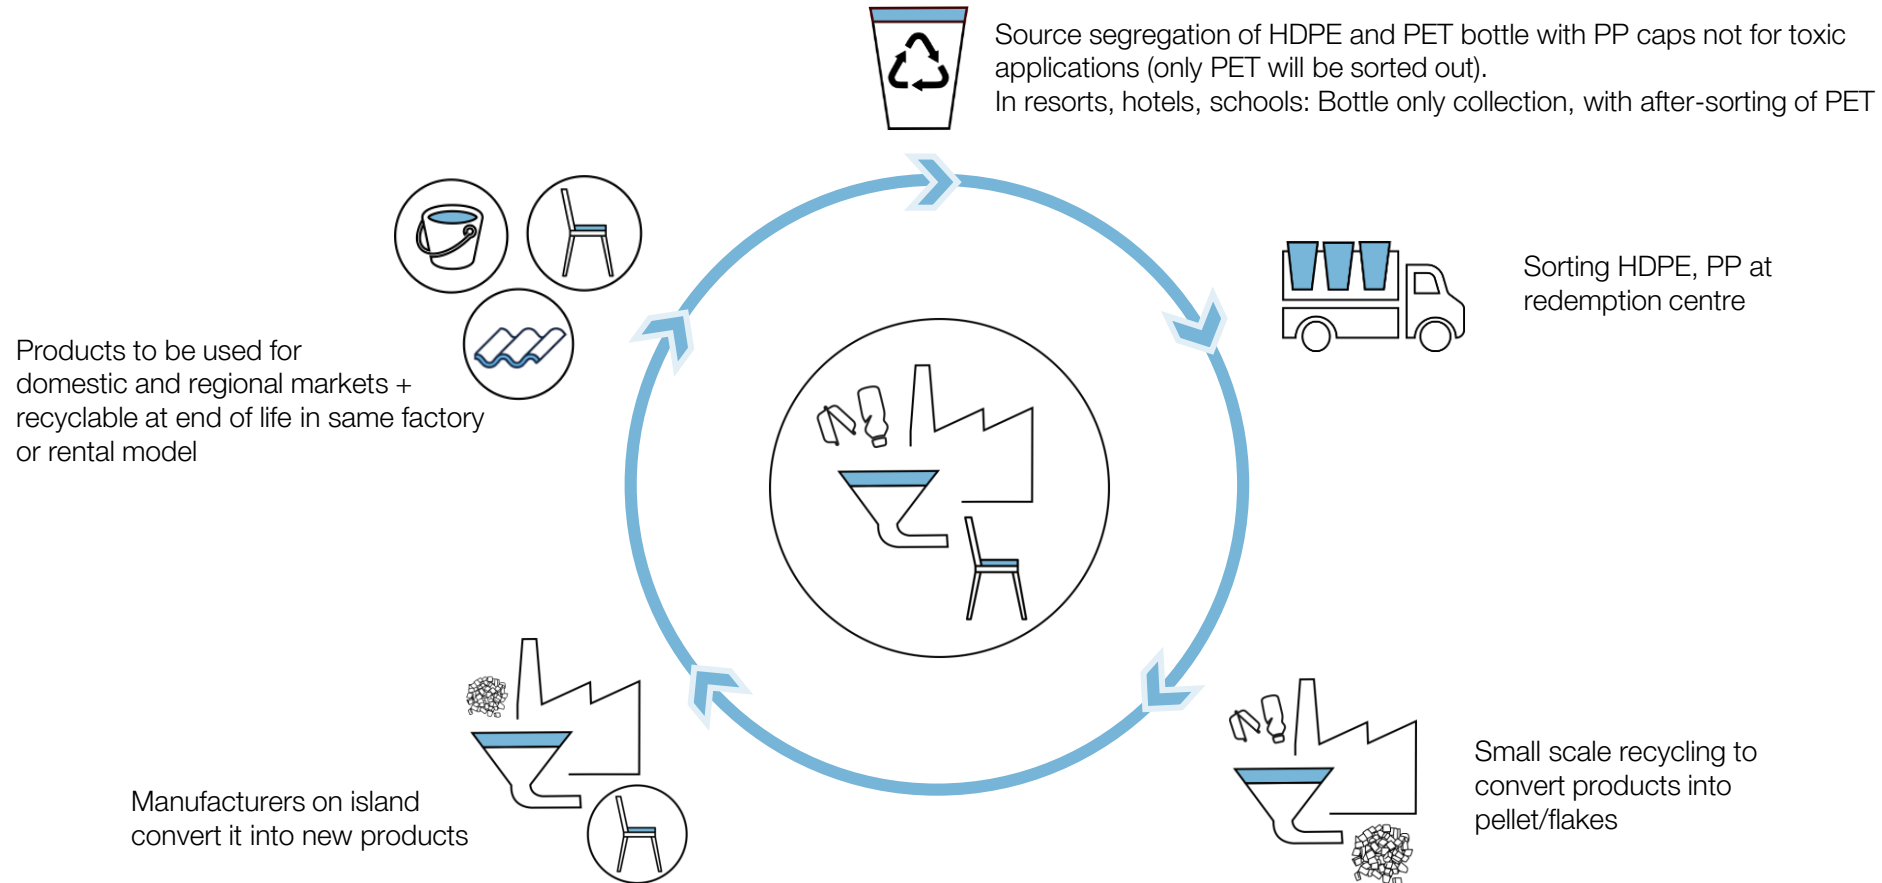 Source segregation of HDPE and PET bottle with PP caps not for toxic
applications (only PET will be sorted out).
In resorts, hotels, schools: Bottle only collection, with after-sorting of PET
Sorting HDPE, PP at
redemption centre
Small scale recycling to
convert products into
pellet/flakes
Manufacturers on island
convert it into new products
Products to be used for
domestic and regional markets +
recyclable at end of life in same factory
or rental model